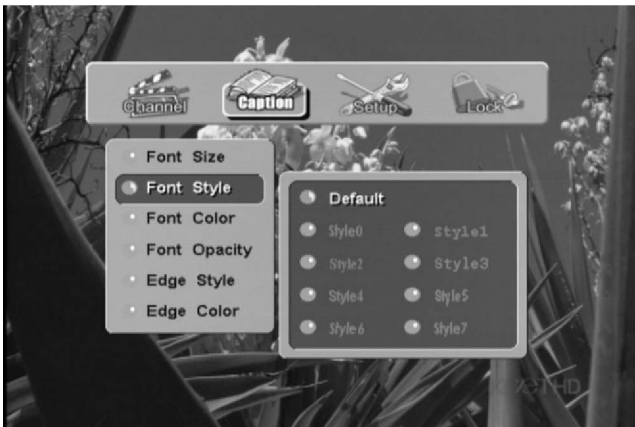 Channel Caption Setup Lock
Font Size
Font Style
Font Color
Font Opacity
Edge Style
Edge Color
Default
Style0 Style1
Style2 Style3
Style4 Style5
Style6 Style7
HD